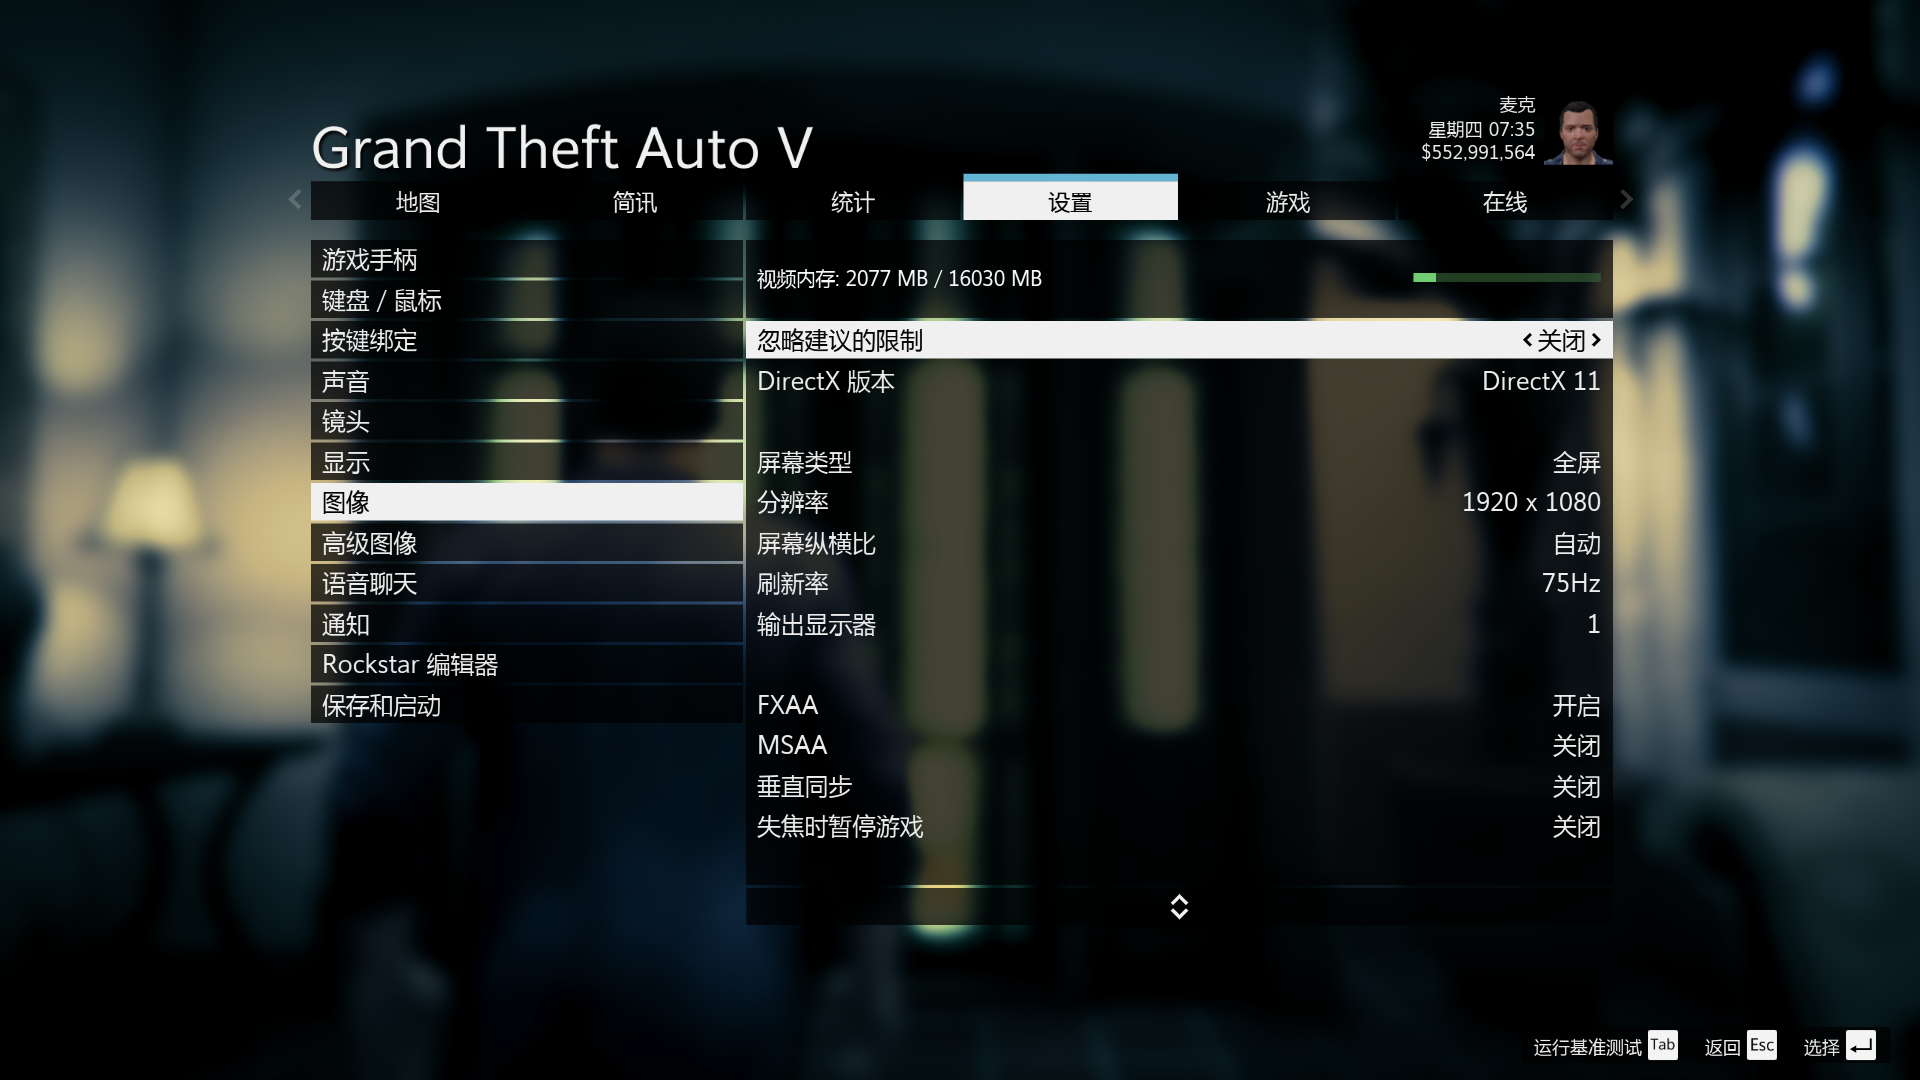 麦克
星期四 07:35
$552,991,564
Grand Theft Auto V
地图 简讯 统计 设置 游戏 在线
游戏手柄
键盘 / 鼠标
按键绑定
声音
镜头
显示
图像
高级图像
语音聊天
通知
Rockstar 编辑器
保存和启动
视频内存: 2077 MB / 16030 MB
忽略建议的限制 关闭
DirectX 版本 DirectX 11
屏幕类型 全屏
分辨率 1920 x 1080
屏幕纵横比 自动
刷新率 75Hz
输出显示器 1
FXAA 开启
MSAA 关闭
垂直同步 关闭
失焦时暂停游戏 关闭
运行基准测试 Tab 返回 Esc 选择